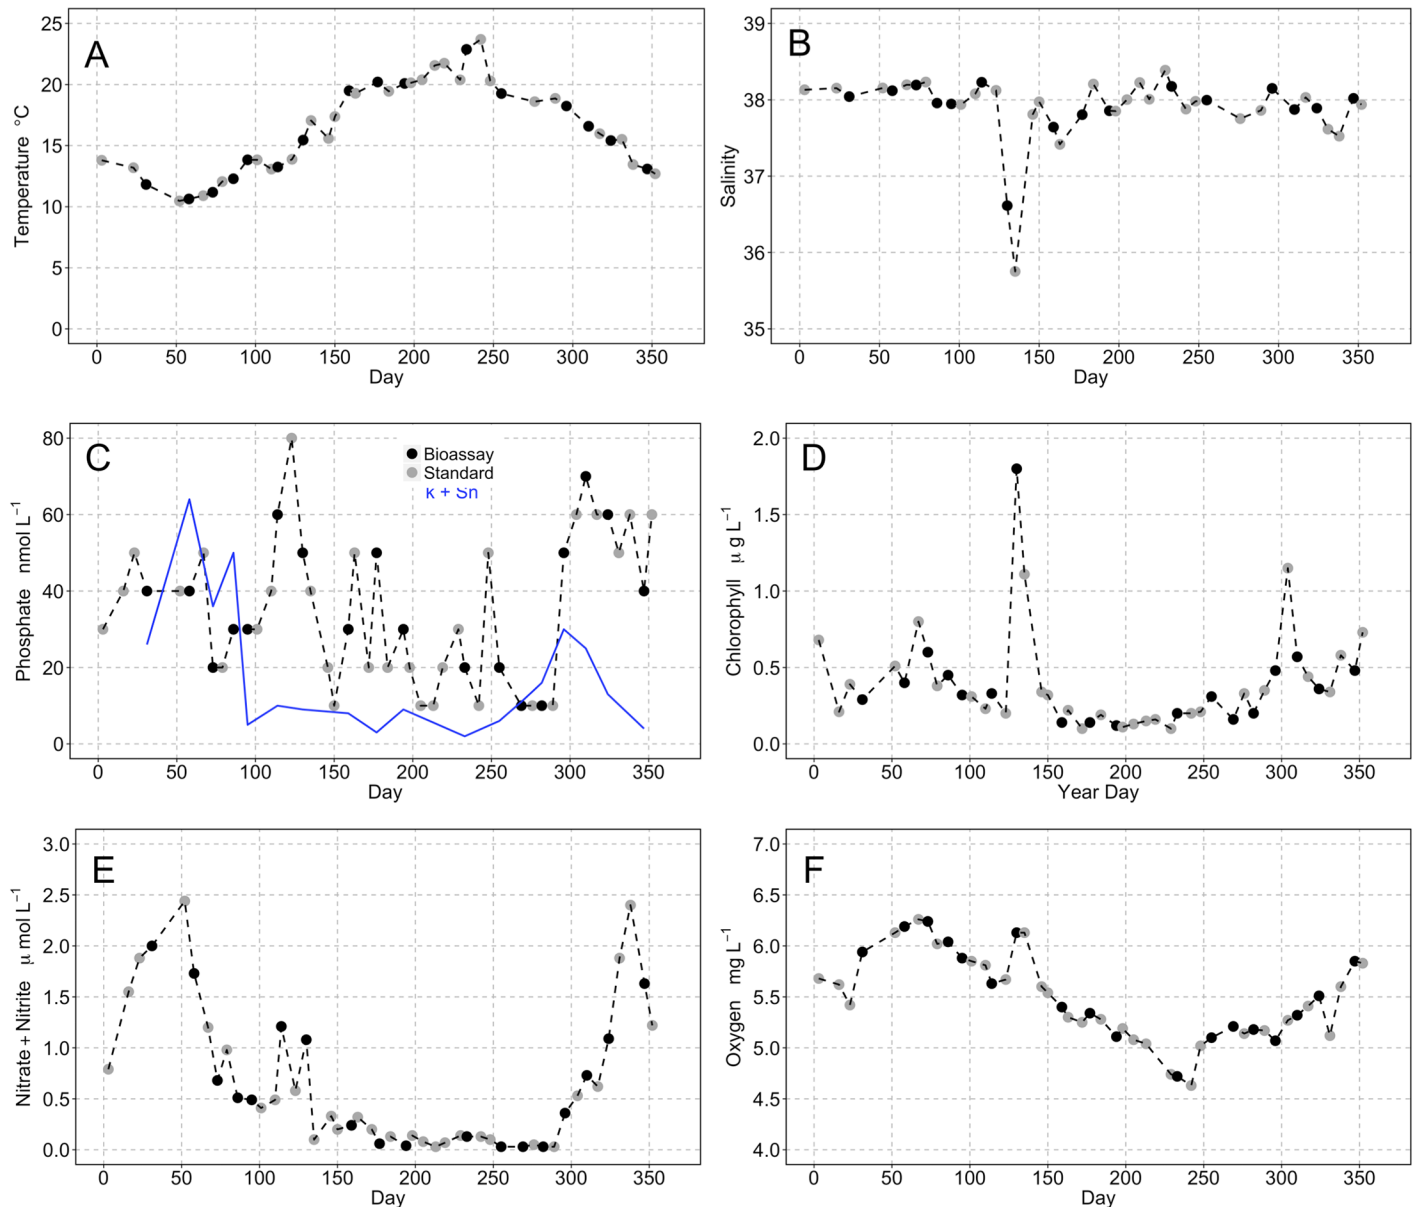 A
Temperature °C
25
20
15
10
5
0
0 50 100 150 200 250 300 350
Day
B
Salinity
39
38
37
36
35
0 50 100 150 200 250 300 350
Day
C
Phosphate nmol L−1
80
60
40
20
0
Bioassay
Standard
k + Sn
0 50 100 150 200 250 300 350
Day
D
Chlorophyll μ g L−1
2.0
1.5
1.0
0.5
0.0
0 50 100 150 200 250 300 350
Year Day
E
Nitrate + Nitrite μ mol L−1
3.0
2.5
2.0
1.5
1.0
0.5
0.0
0 50 100 150 200 250 300 350
Day
F
Oxygen mg L−1
7.0
6.5
6.0
5.5
5.0
4.5
4.0
0 50 100 150 200 250 300 350
Day